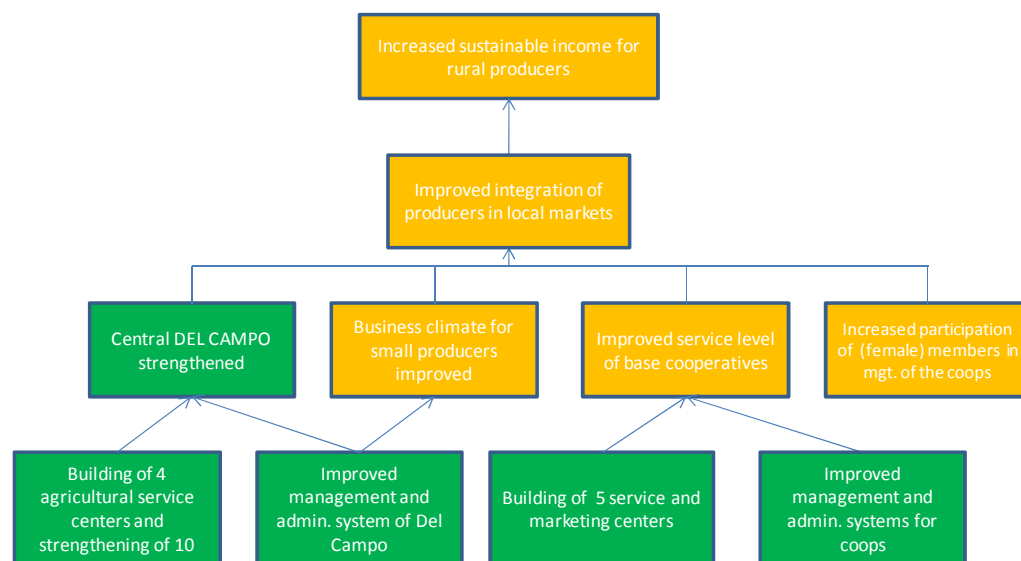 Increased sustainable income for
rural producers
Improved integration of
producers in local markets
Central DEL CAMPO
strengthened
Business climate for
small producers
improved
Improved service level
of base cooperatives
Increased participation
of (female) members in
mgt. of the coops
Building of 4
agricultural service
centers and
strengthening of 10
Improved
management and
admin. system of Del
Campo
Building of 5 service and
marketing centers
Improved
management and
admin. systems for
coops